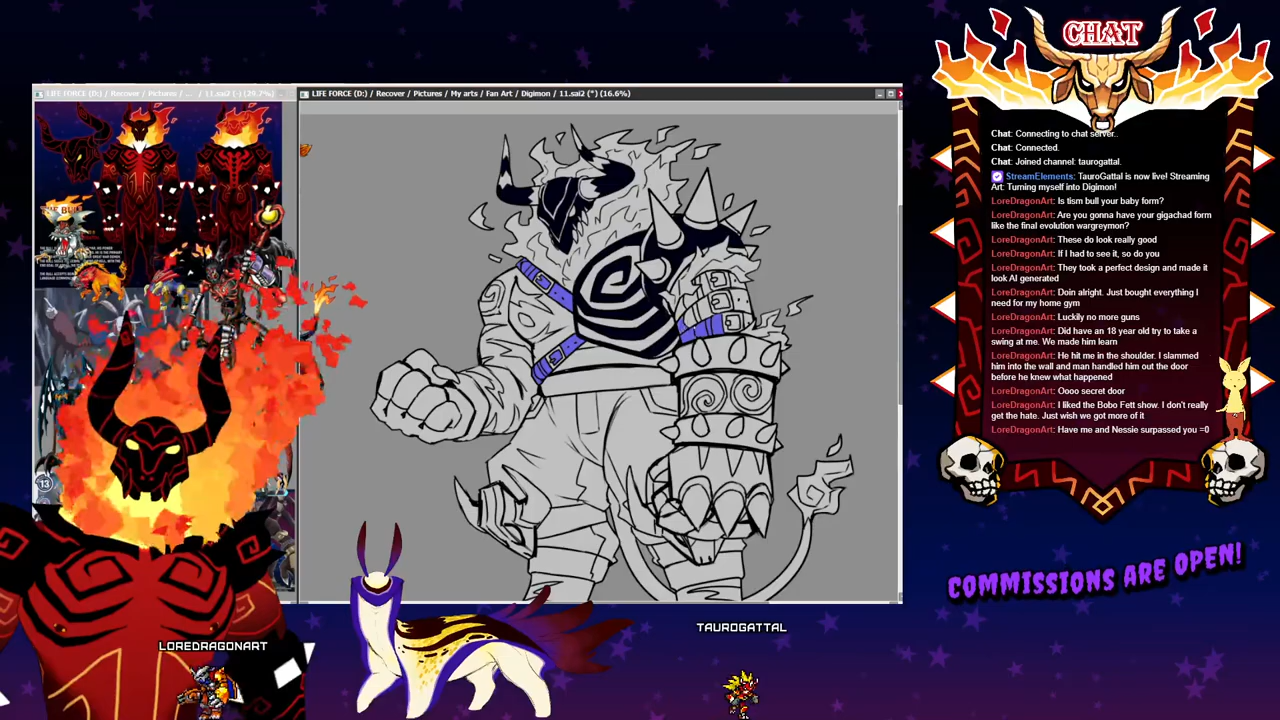 CHAT
LIFE FORCE (D:) / Recover / Pictures / ... / 11.sai2 (-) (29.7%)
LIFE FORCE (D:) / Recover / Pictures / My arts / Fan Art / Digimon / 11.sai2 (*) (16.6%)
Chat: Connecting to chat server..
Chat: Connected.
Chat: Joined channel: taurogattal.
StreamElements: TauroGattal is now live! Streaming
Art: Turning myself into Digimon!
LoreDragonArt: Is tism bull your baby form?
LoreDragonArt: Are you gonna have your gigachad form
like the final evolution wargreymon?
LoreDragonArt: These do look really good
LoreDragonArt: If I had to see it, so do you
LoreDragonArt: They took a perfect design and made it
look AI generated
LoreDragonArt: Doin alright. Just bought everything I
need for my home gym
LoreDragonArt: Luckily no more guns
LoreDragonArt: Did have an 18 year old try to take a
swing at me. We made him learn
LoreDragonArt: He hit me in the shoulder. I slammed
him into the wall and man handled him out the door
before he knew what happened
LoreDragonArt: Oooo secret door
LoreDragonArt: I liked the Bobo Fett show. I don't really
get the hate. Just wish we got more of it
LoreDragonArt: Have me and Nessie surpassed you =0
13
COMMISSIONS ARE OPEN!
TAUROGATTAL
LOREDRAGONART